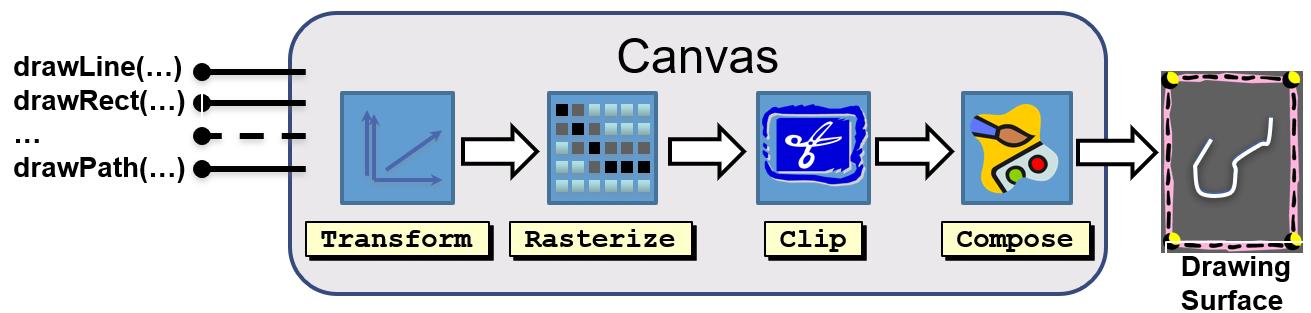 Canvas
drawLine(…)
drawRect(…)
…
drawPath(…)
Transform
Rasterize
Clip
Compose
Drawing
Surface